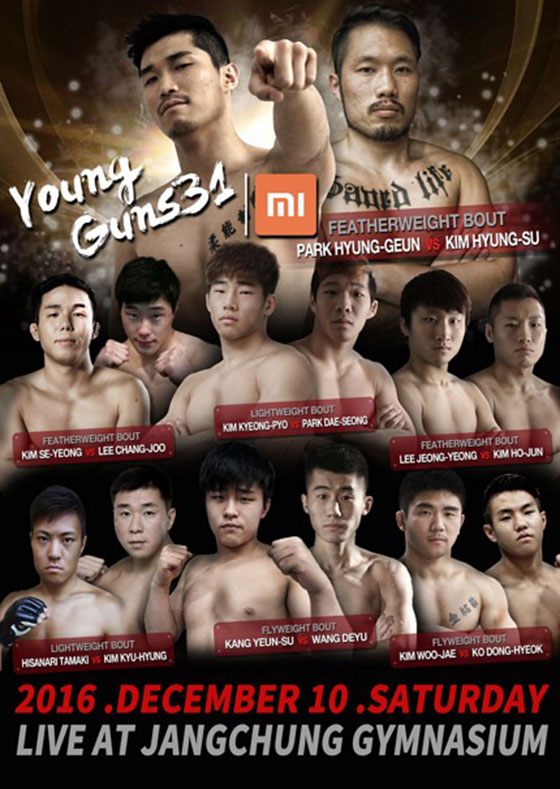 Young
Guns31
MI
FEATHERWEIGHT BOUT
PARK HYUNG-GEUN VS KIM HYUNG-SU
LIGHTWEIGHT BOUT
KIM KYEONG-PYO VS PARK DAE-SEONG
FEATHERWEIGHT BOUT
KIM SE-YEONG VS LEE CHANG-JOO
FEATHERWEIGHT BOUT
LEE JEONG-YEONG VS KIM HO-JUN
LIGHTWEIGHT BOUT
HISANARI TAMAKI VS KIM KYU-HYUNG
FLYWEIGHT BOUT
KANG YEUN-SU VS WANG DEYU
FLYWEIGHT BOUT
KIM WOO-JAE VS KO DONG-HYEOK
2016 .DECEMBER 10 .SATURDAY
LIVE AT JANGCHUNG GYMNASIUM